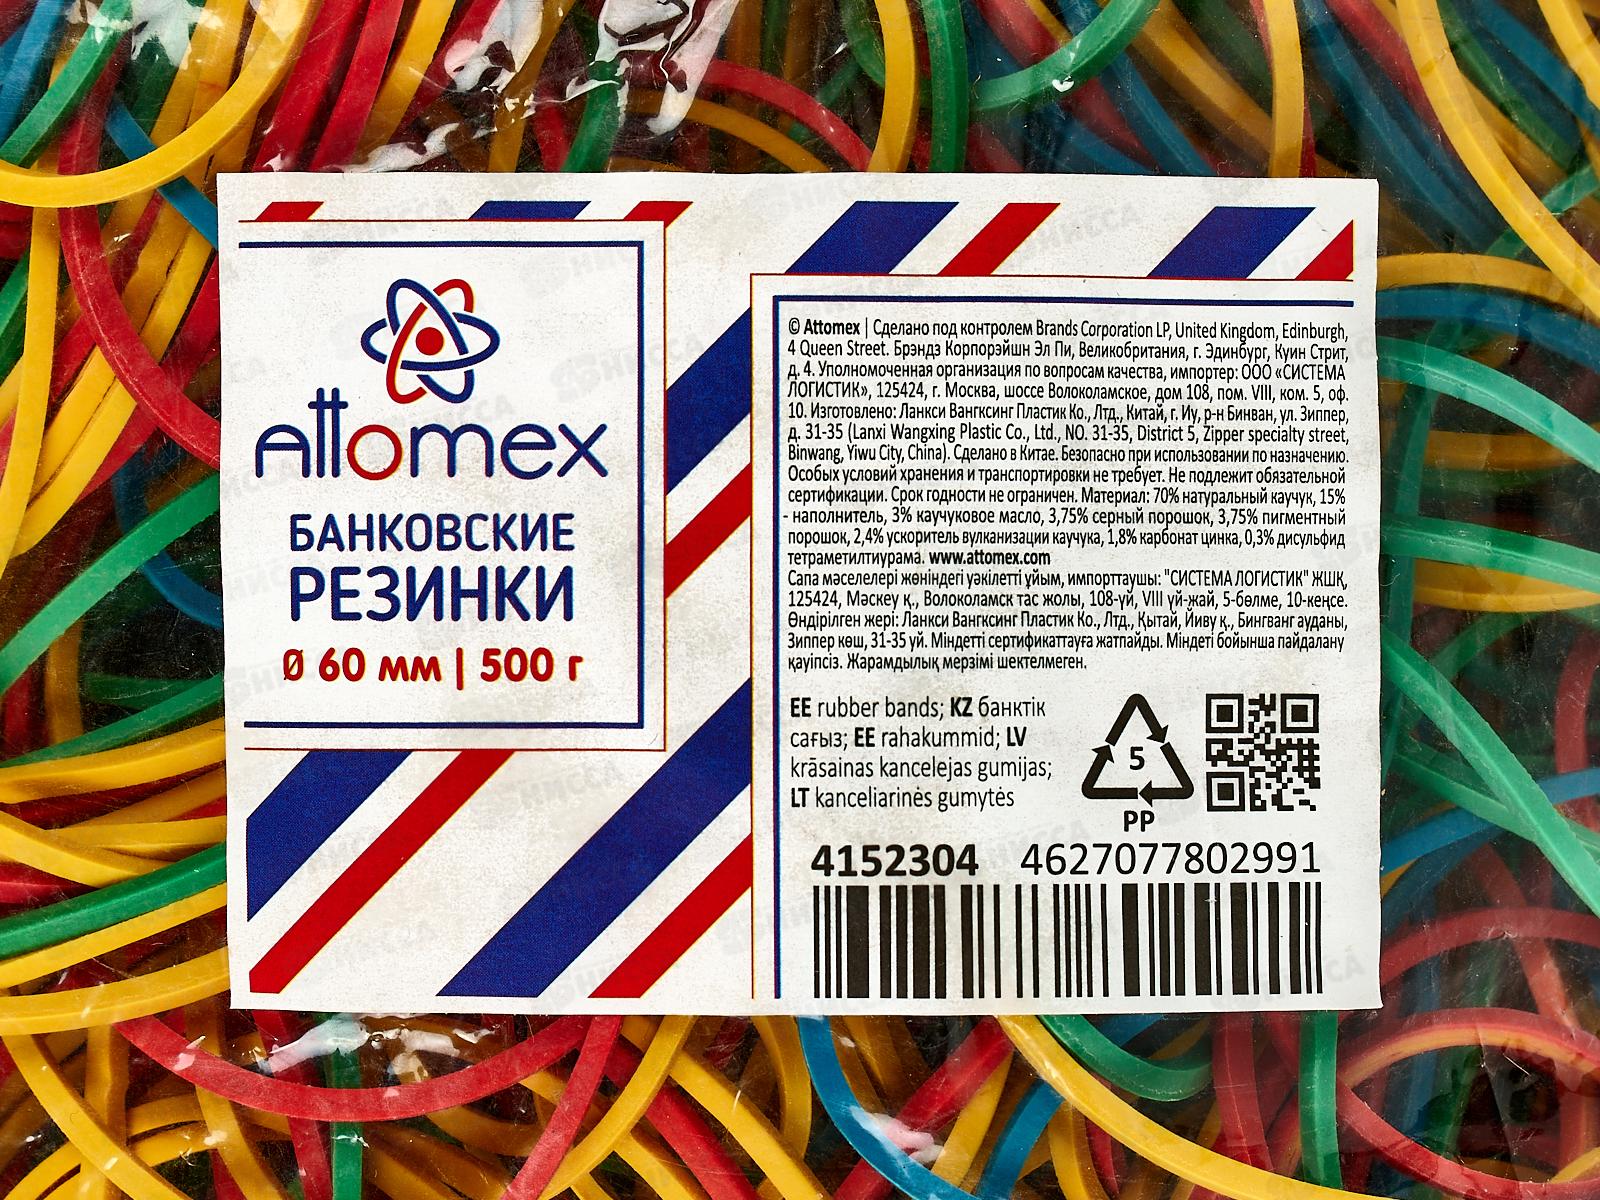 attomex
БАНКОВСКИЕ
РЕЗИНКИ
Ø 60 мм | 500 г
© Attomex | Сделано под контролем Brands Corporation LP, United Kingdom, Edinburgh,
4 Queen Street. Брэндз Корпорэйшн Эл Пи, Великобритания, г. Эдинбург, Куин Стрит,
д. 4. Уполномоченная организация по вопросам качества, импортер: ООО «СИСТЕМА
ЛОГИСТИК», 125424, г. Москва, шоссе Волоколамское, дом 108, пом. VIII, ком. 5, оф.
10. Изготовлено: Ланкси Вангксинг Пластик Ко., Лтд., Китай, г. Иу, р-н Бинван, ул. Зиппер,
д. 31-35 (Lanxi Wangxing Plastic Co., Ltd., NO. 31-35, District 5, Zipper specialty street,
Binwang, Yiwu City, China). Сделано в Китае. Безопасно при использовании по назначению.
Особых условий хранения и транспортировки не требует. Не подлежит обязательной
сертификации. Срок годности не ограничен. Материал: 70% натуральный каучук, 15%
- наполнитель, 3% каучуковое масло, 3,75% серный порошок, 3,75% пигментный
порошок, 2,4% ускоритель вулканизации каучука, 1,8% карбонат цинка, 0,3% дисульфид
тетраметилтиурама. www.attomex.com
Сапа мәселелері жөніндегі уәкілетті ұйым, импорттаушы: "СИСТЕМА ЛОГИСТИК" ЖШҚ,
125424, Мәскеу қ., Волоколамск тас жолы, 108-үй, VIII үй-жай, 5-бөлме, 10-кеңсе.
Өндірілген жері: Ланкси Вангксинг Пластик Ко., Лтд., Қытай, Йиву қ., Бингванг ауданы,
Зиппер көш, 31-35 үй. Міндетті сертификаттауға жатпайды. Міндеті бойынша пайдалану
қауіпсіз. Жарамдылық мерзімі шектелмеген.
EE rubber bands; KZ банктік
сағыз; EE rahakummid; LV
krāsainas kancelejas gumijas;
LT kanceliarinės gumytės
5
PP
4152304 4627077802991